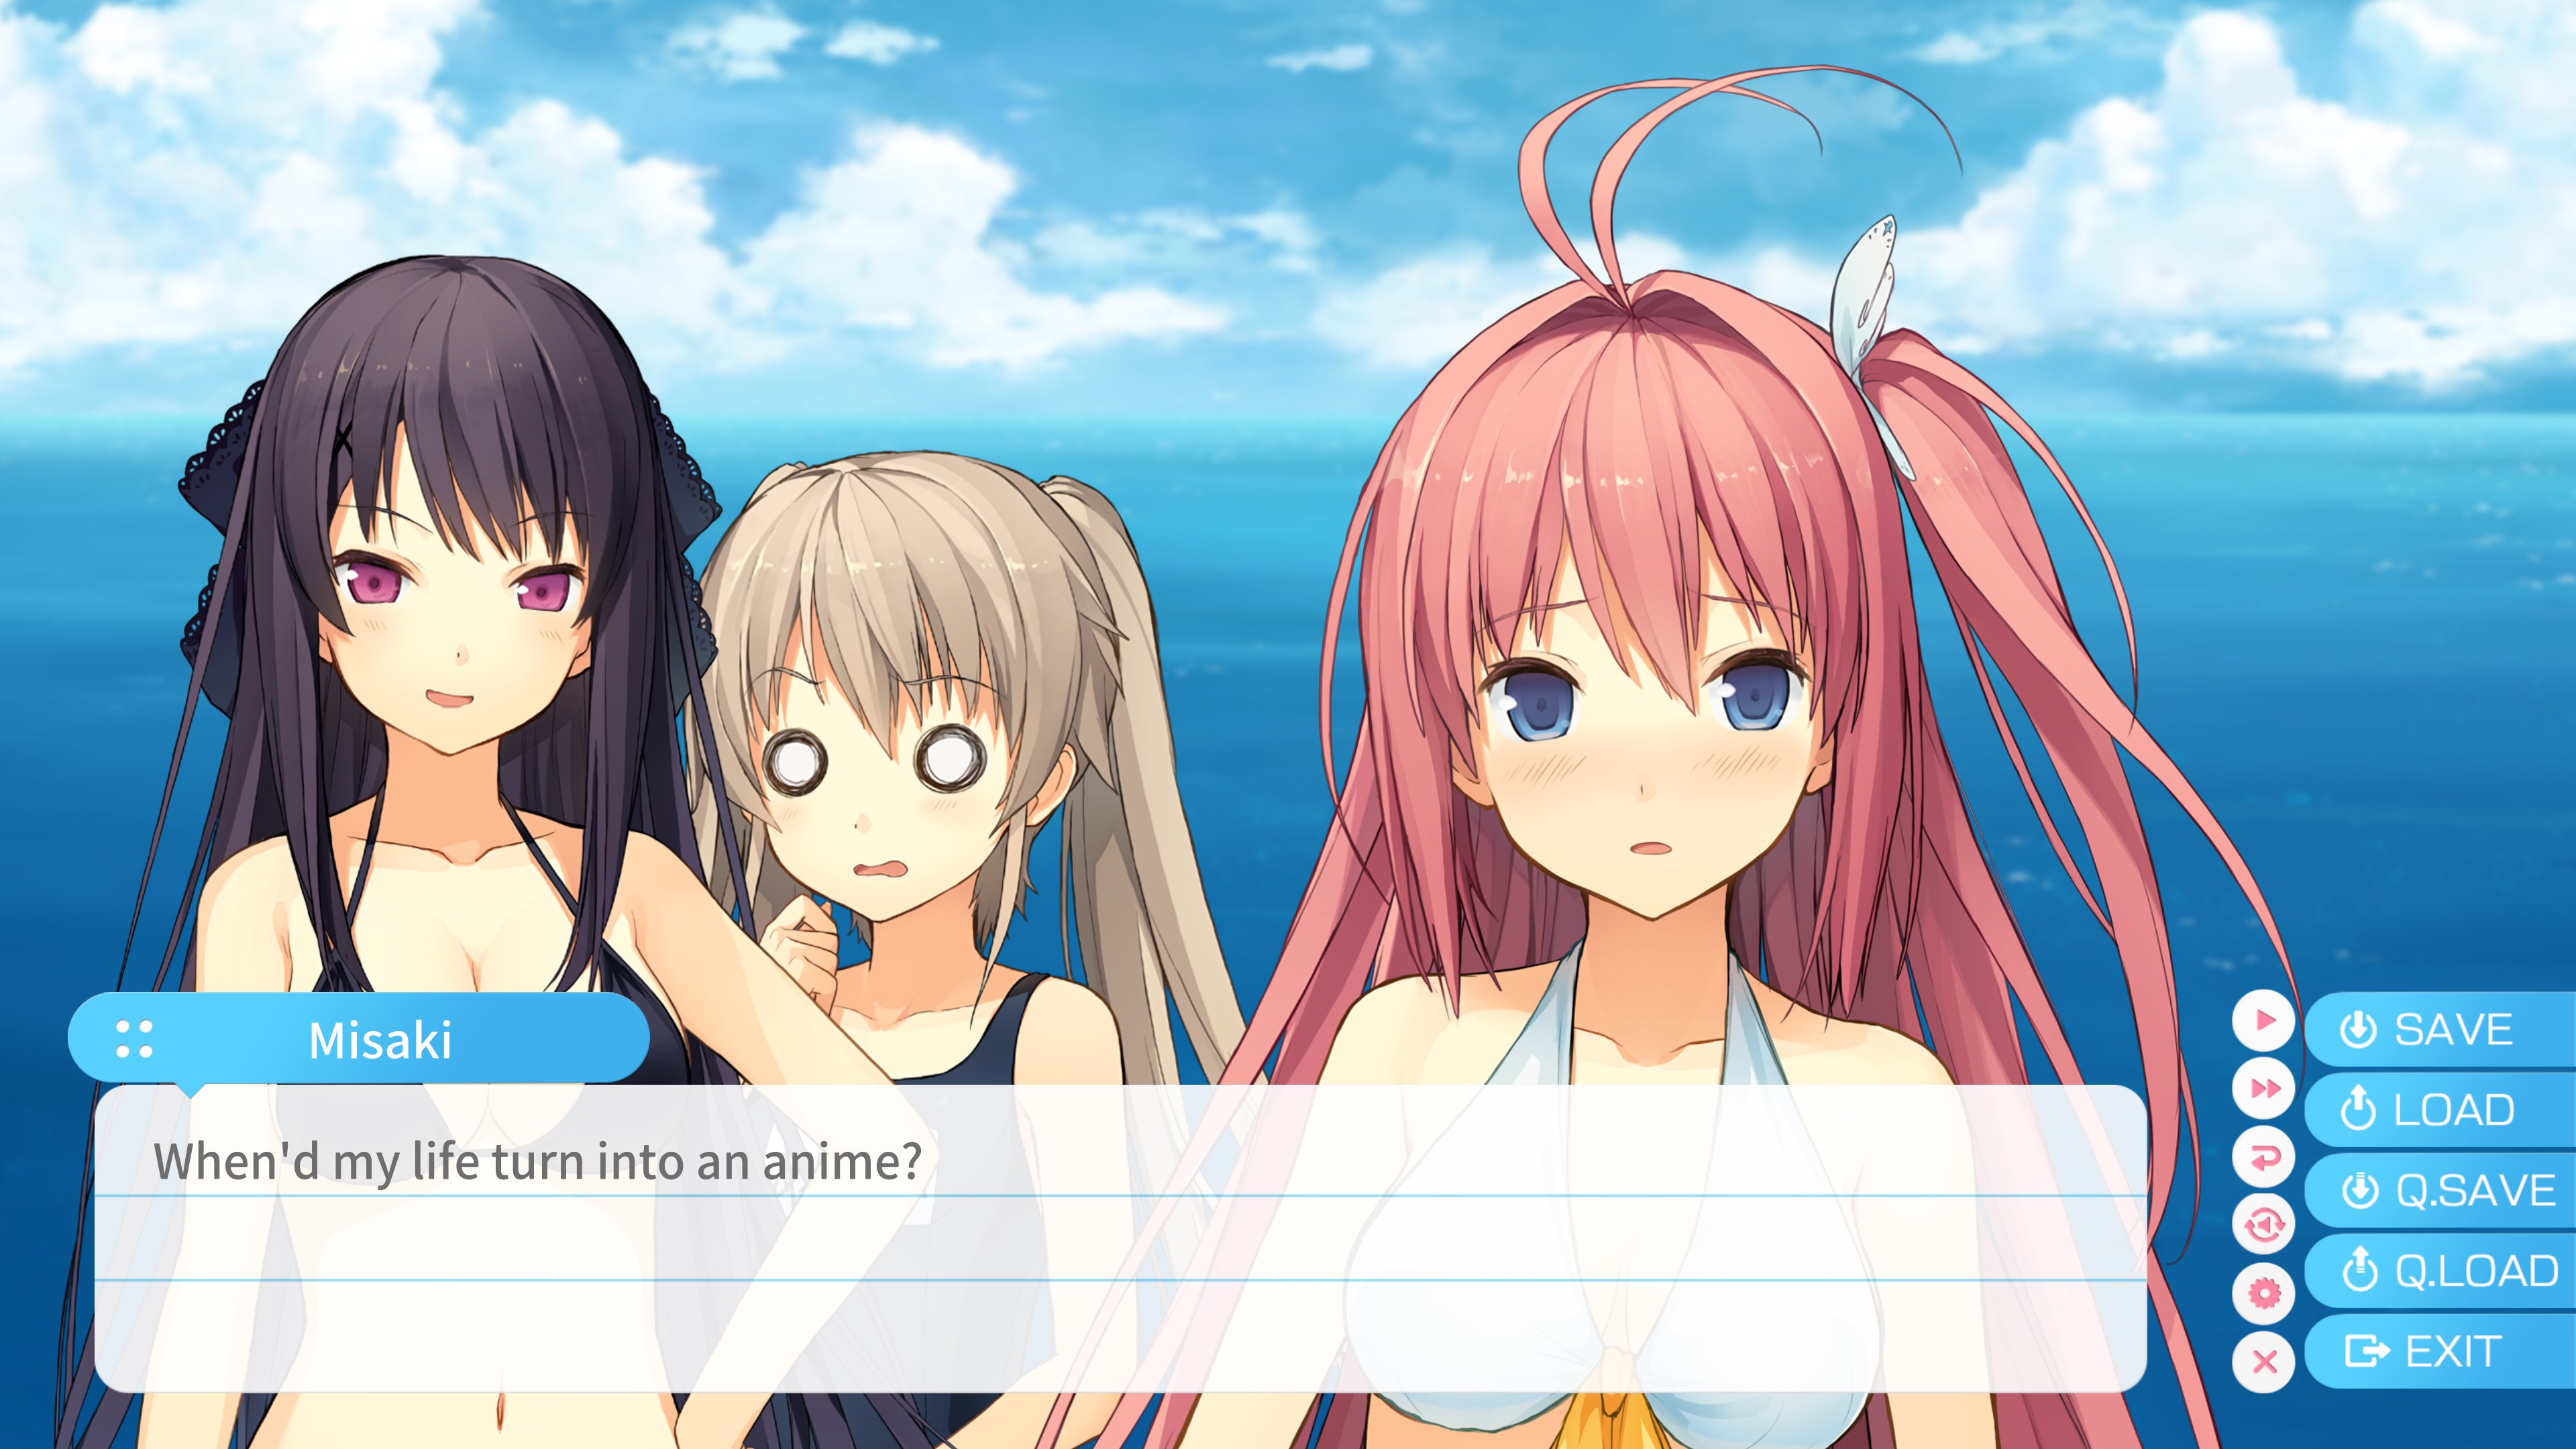 Misaki
When'd my life turn into an anime?
SAVE
LOAD
Q.SAVE
Q.LOAD
EXIT